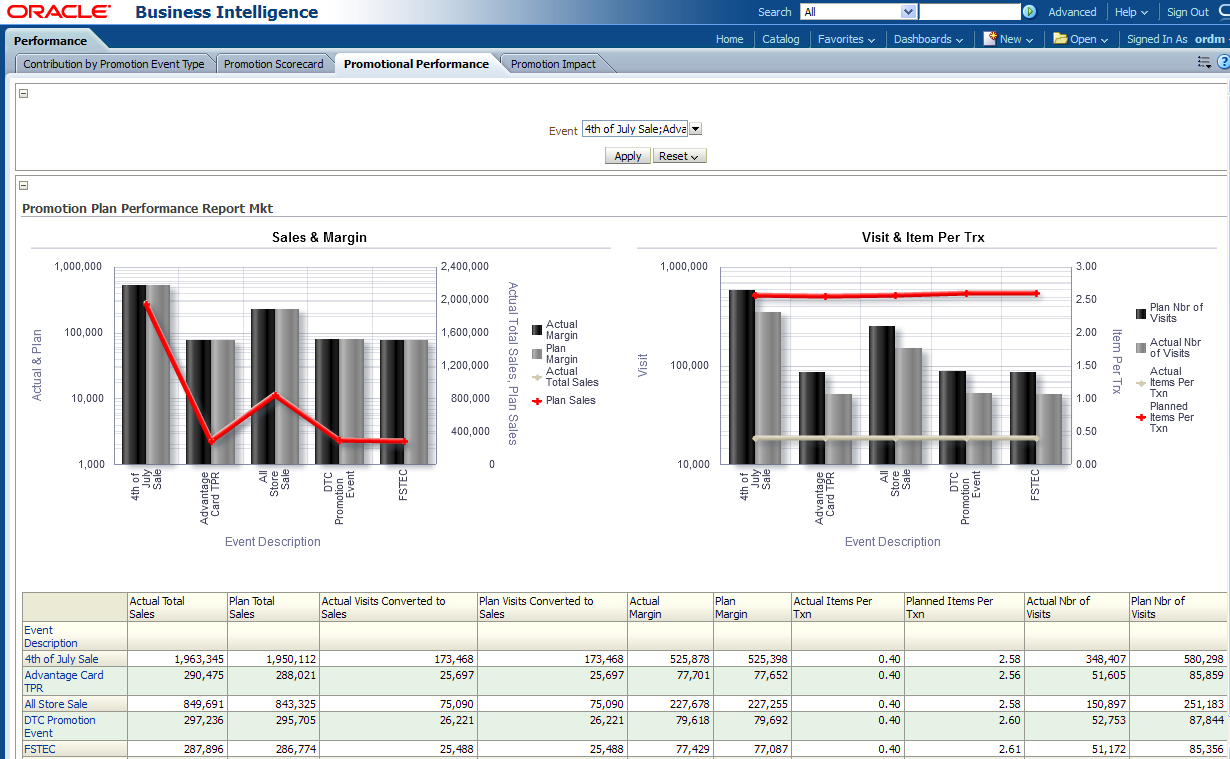 ORACLE Business Intelligence
Search All Advanced Help Sign Out
Performance
Home Catalog Favorites Dashboards New Open Signed In As ordm
Contribution by Promotion Event Type Promotion Scorecard Promotional Performance Promotion Impact
Event 4th of July Sale;Adva
Apply Reset
Promotion Plan Performance Report Mkt
Sales & Margin
1,000,000
100,000
10,000
1,000
Actual & Plan
2,400,000
2,000,000
1,600,000
1,200,000
800,000
400,000
0
Actual Total Sales, Plan Sales
Actual
Margin
Plan
Margin
Actual
Total Sales
Plan Sales
4th of
July
Sale
Advantage
Card TPR
All
Store
Sale
DTC
Promotion
Event
FSTEC
Event Description
Visit & Item Per Trx
1,000,000
100,000
10,000
Visit
3.00
2.50
2.00
1.50
1.00
0.50
0.00
Item Per Trx
Plan Nbr of
Visits
Actual Nbr
of Visits
Actual
Items Per
Txn
Planned
Items Per
Txn
4th of
July
Sale
Advantage
Card TPR
All
Store
Sale
DTC
Promotion
Event
FSTEC
Event Description
Actual Total Sales Plan Total Sales Actual Visits Converted to Sales Plan Visits Converted to Sales Actual Margin Plan Margin Actual Items Per Txn Planned Items Per Txn Actual Nbr of Visits Plan Nbr of Visits
Event Description
4th of July Sale 1,963,345 1,950,112 173,468 173,468 525,878 525,398 0.40 2.58 348,407 580,298
Advantage Card TPR 290,475 288,021 25,697 25,697 77,701 77,652 0.40 2.56 51,605 85,859
All Store Sale 849,691 843,325 75,090 75,090 227,678 227,255 0.40 2.58 150,897 251,183
DTC Promotion Event 297,236 295,705 26,221 26,221 79,618 79,692 0.40 2.60 52,753 87,844
FSTEC 287,896 286,774 25,488 25,488 77,429 77,087 0.40 2.61 51,172 85,356